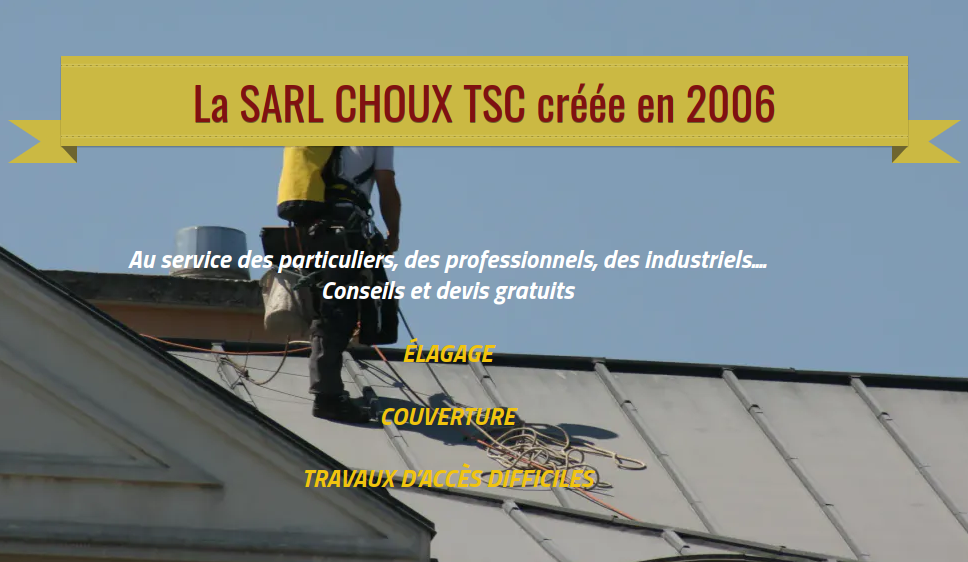 La SARL CHOUX TSC créée en 2006
Au service des particuliers, des professionnels, des industriels....
Conseils et devis gratuits
ÉLAGAGE
COUVERTURE
TRAVAUX D'ACCÈS DIFFICILES